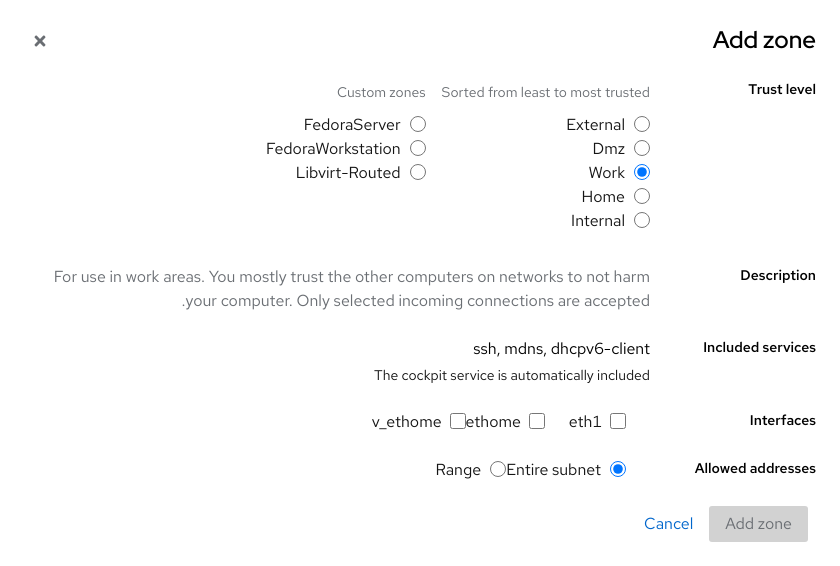 Add zone
Trust level
Sorted from least to most trusted
External
Dmz
Work
Home
Internal
Custom zones
FedoraServer
FedoraWorkstation
Libvirt-Routed
Description
For use in work areas. You mostly trust the other computers on networks to not harm
.your computer. Only selected incoming connections are accepted
Included services
ssh, mdns, dhcpv6-client
The cockpit service is automatically included
Interfaces
eth1
ethome
v_ethome
Allowed addresses
Entire subnet
Range
Add zone
Cancel